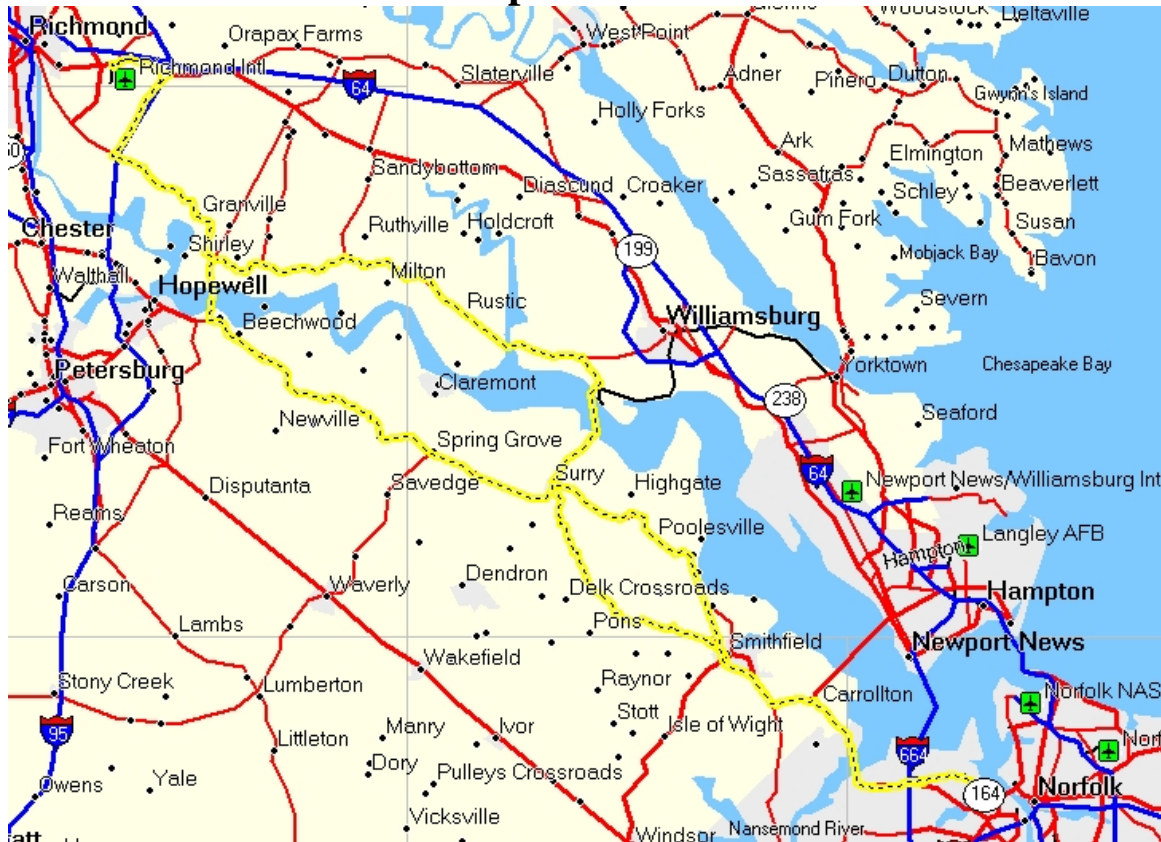 Richmond
Orapax Farms
West Point
Deltaville
Richmond Intl
64
Slaterville
Adner
Pinero
Dutton
Gwynn's Island
Holly Forks
Ark
Elmington
Mathews
Sandybottom
Diascund
Croaker
Sassafras
Schley
Beaverlett
Granville
Ruthville
Holdcroft
Gum Fork
Susan
Chester
Shirley
199
Mobjack Bay
Bavon
Walthall
Hopewell
Milton
Rustic
Severn
Beechwood
Williamsburg
Petersburg
Claremont
Yorktown
Chesapeake Bay
238
Seaford
Newville
Fort Wheaton
Spring Grove
64
Disputanta
Savedge
Surry
Highgate
Newport News/Williamsburg Int
Reams
Poolesville
Langley AFB
Hampton
Carson
Waverly
Dendron
Delk Crossroads
Hampton
Lambs
Pons
Smithfield
Newport News
Wakefield
Stony Creek
Lumberton
Raynor
Carrollton
Norfolk NAS
95
Littleton
Manry
Ivor
Stott
Isle of Wight
664
Nor
Owens
Yale
Dory
Pulleys Crossroads
164
Norfolk
Vicksville
Windsor
Nansemond River